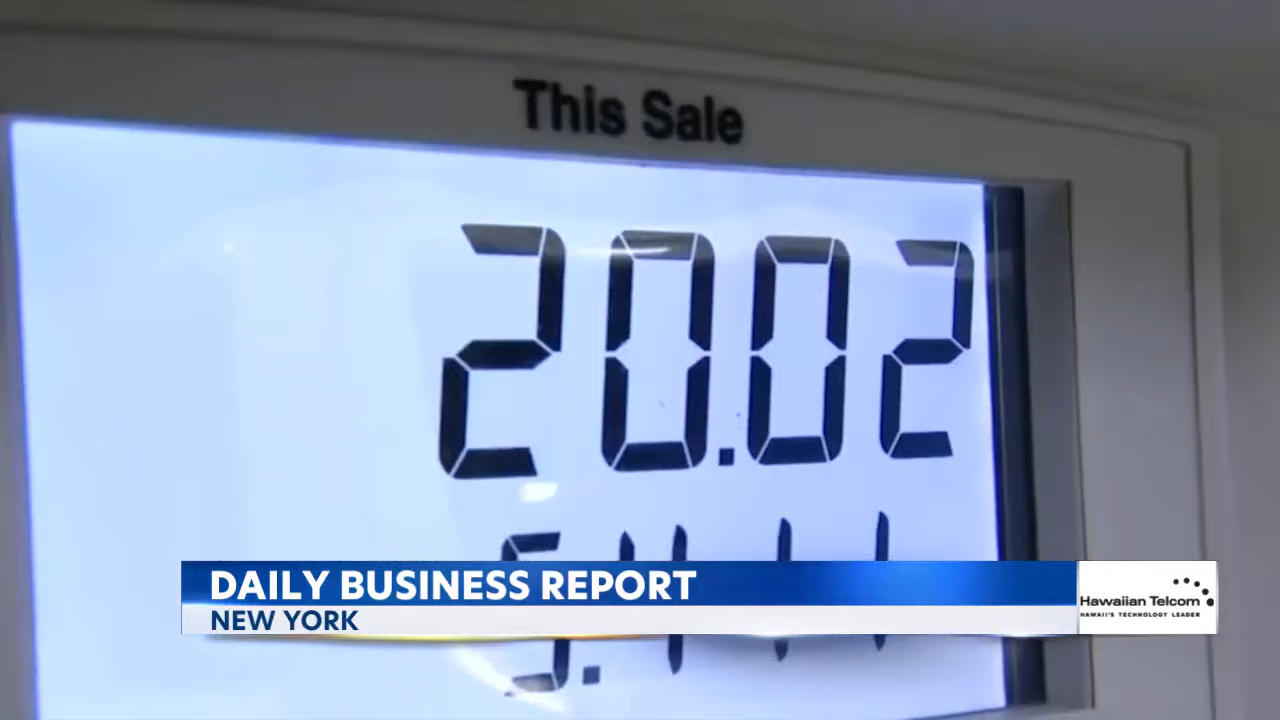 This Sale
20.02
DAILY BUSINESS REPORT
NEW YORK
Hawaiian Telcom
HAWAII'S TECHNOLOGY LEADER